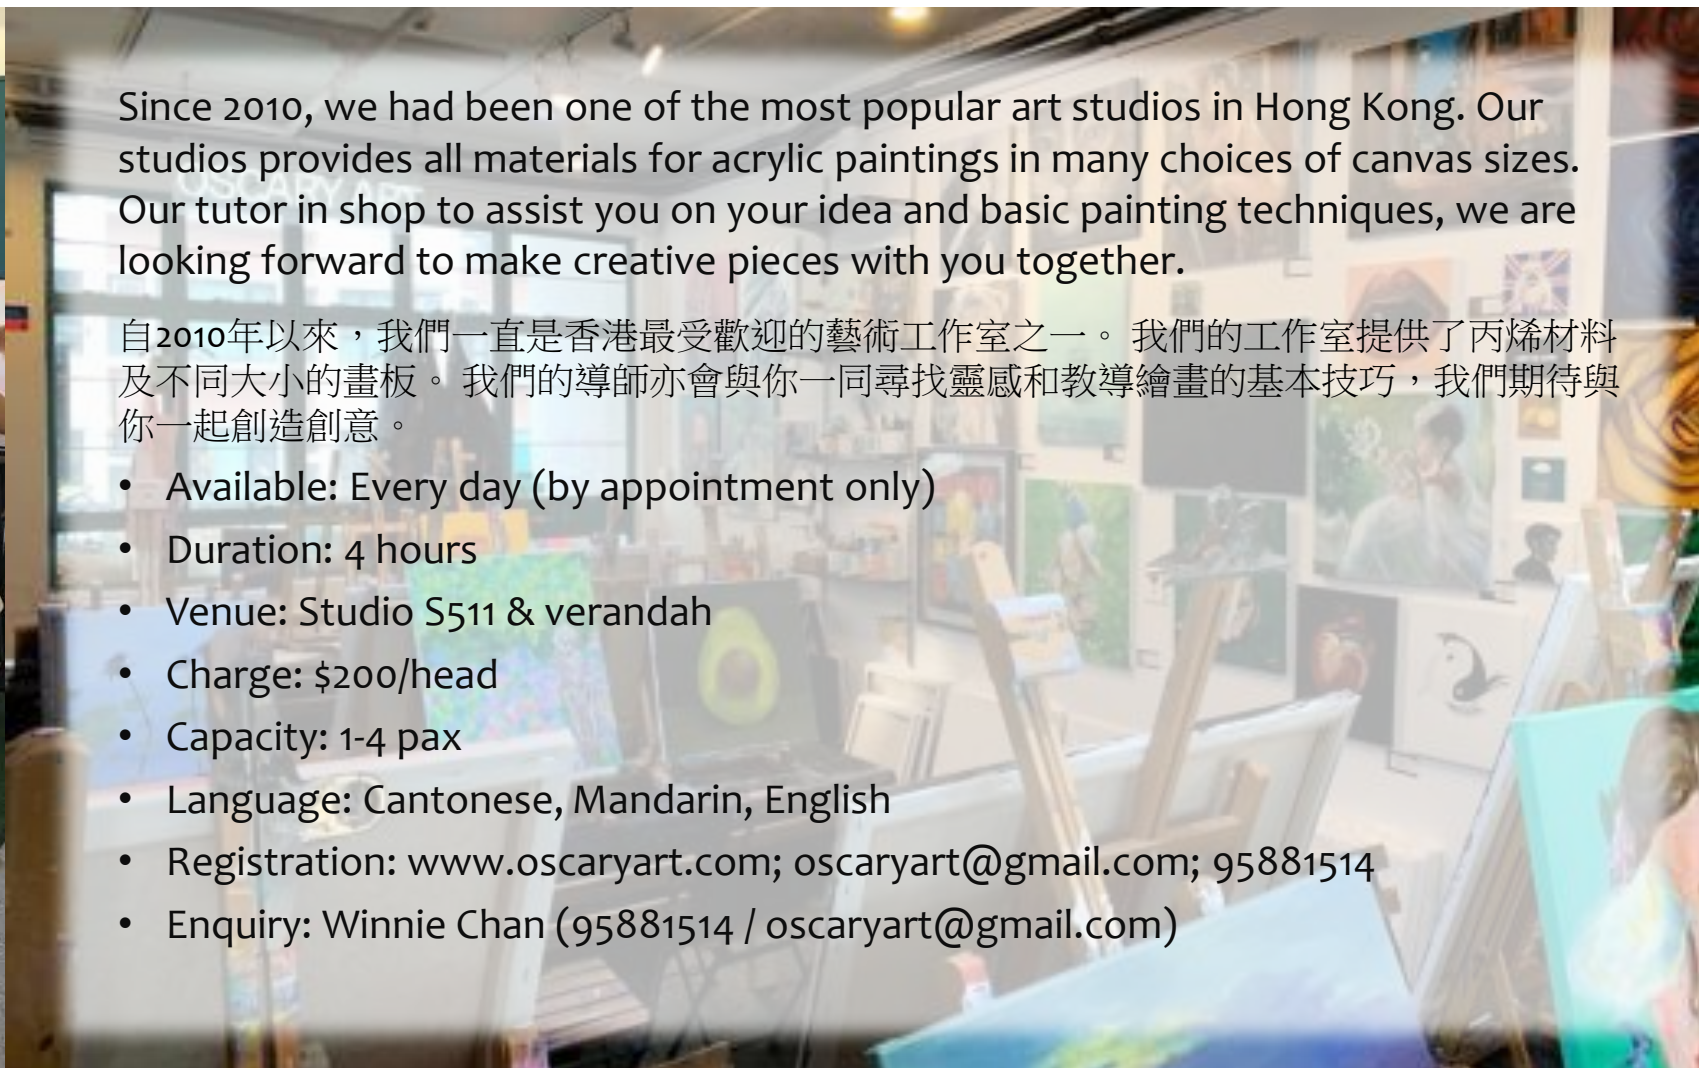 Since 2010, we had been one of the most popular art studios in Hong Kong. Our
studios provides all materials for acrylic paintings in many choices of canvas sizes.
Our tutor in shop to assist you on your idea and basic painting techniques, we are
looking forward to make creative pieces with you together.
自2010年以來，我們一直是香港最受歡迎的藝術工作室之一。 我們的工作室提供了丙烯材料
及不同大小的畫板。 我們的導師亦會與你一同尋找靈感和教導繪畫的基本技巧，我們期待與
你一起創造創意。
• Available: Every day (by appointment only)
• Duration: 4 hours
• Venue: Studio S511 & verandah
• Charge: $200/head
• Capacity: 1-4 pax
• Language: Cantonese, Mandarin, English
• Registration: www.oscaryart.com; oscaryart@gmail.com; 95881514
• Enquiry: Winnie Chan (95881514 / oscaryart@gmail.com)
OSCARY ART